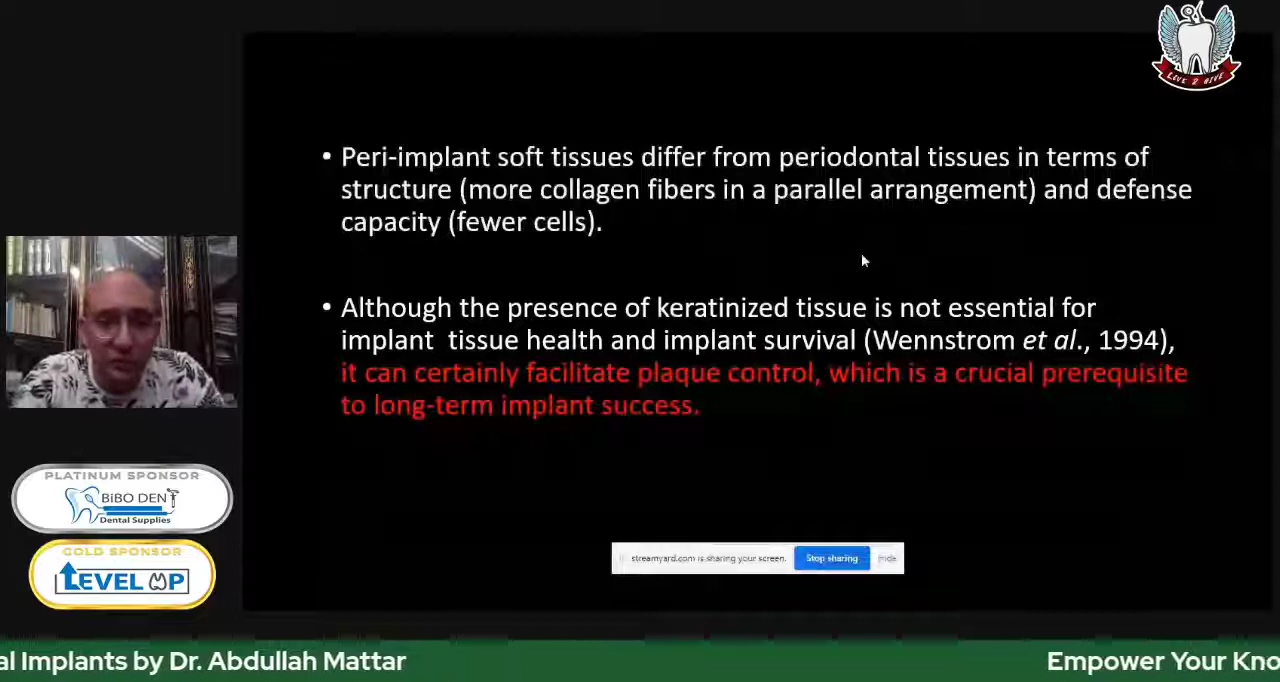 LIVE 2 GIVE
• Peri-implant soft tissues differ from periodontal tissues in terms of
structure (more collagen fibers in a parallel arrangement) and defense
capacity (fewer cells).
• Although the presence of keratinized tissue is not essential for
implant tissue health and implant survival (Wennstrom et al., 1994),
it can certainly facilitate plaque control, which is a crucial prerequisite
to long-term implant success.
PLATINUM SPONSOR
BiBO DENT
Dental Supplies
GOLD SPONSOR
LEVEL UP
streamyard.com is sharing your screen. Stop sharing Hide
al Implants by Dr. Abdullah Mattar
Empower Your Kno